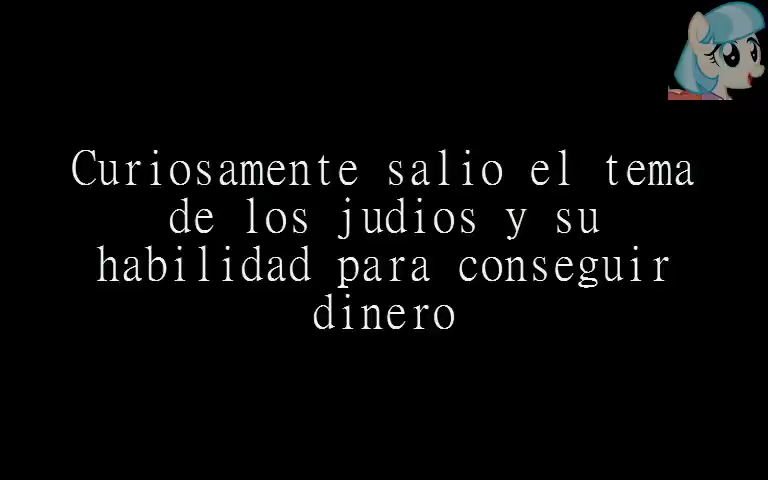 Curiosamente salio el tema
de los judios y su
habilidad para conseguir
dinero